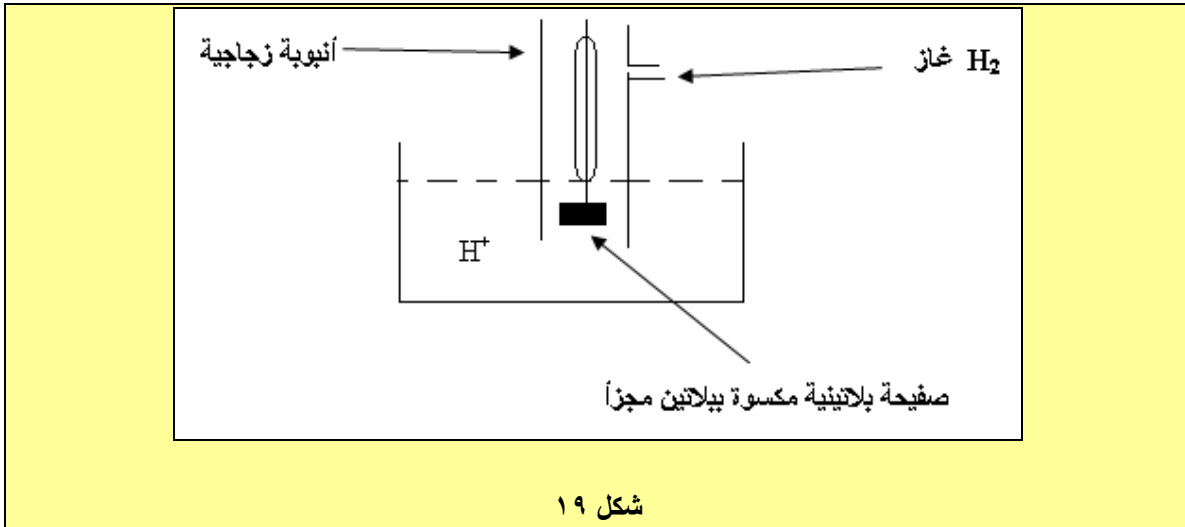 أنبوبة زجاجية
غاز H₂
H⁺
صفيحة بلاتينية مكسوة ببلاتين مجزأ
شكل ١٩